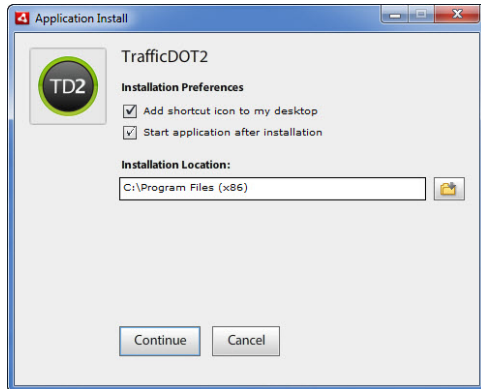 Application Install
TD2
TrafficDOT2
Installation Preferences
Add shortcut icon to my desktop
Start application after installation
Installation Location:
C:\Program Files (x86)
Continue
Cancel